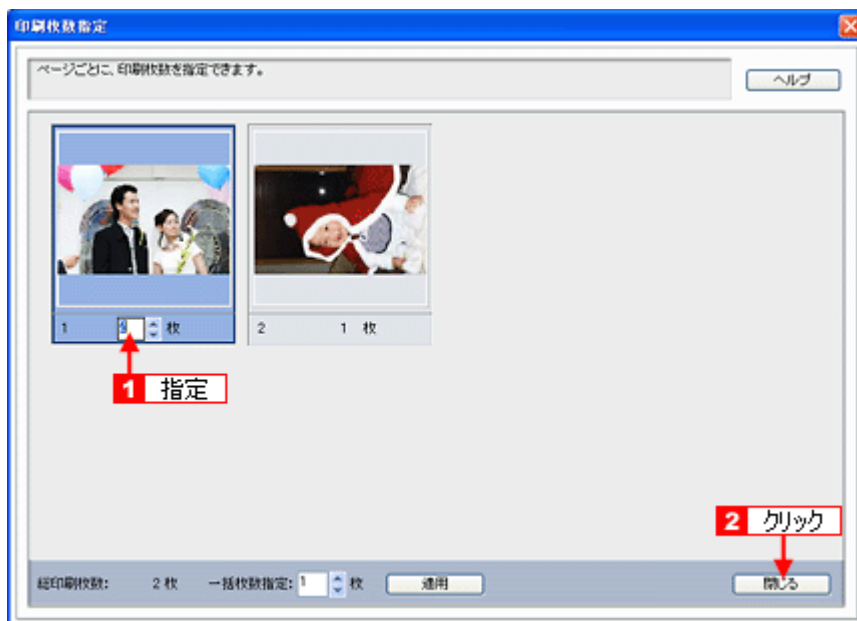 印刷枚数指定
ページごとに、印刷枚数を指定できます。
ヘルプ
1 枚
2 1 枚
1 指定
2 クリック
総印刷枚数: 2 枚 一括枚数指定: 1 枚 適用 閉じる